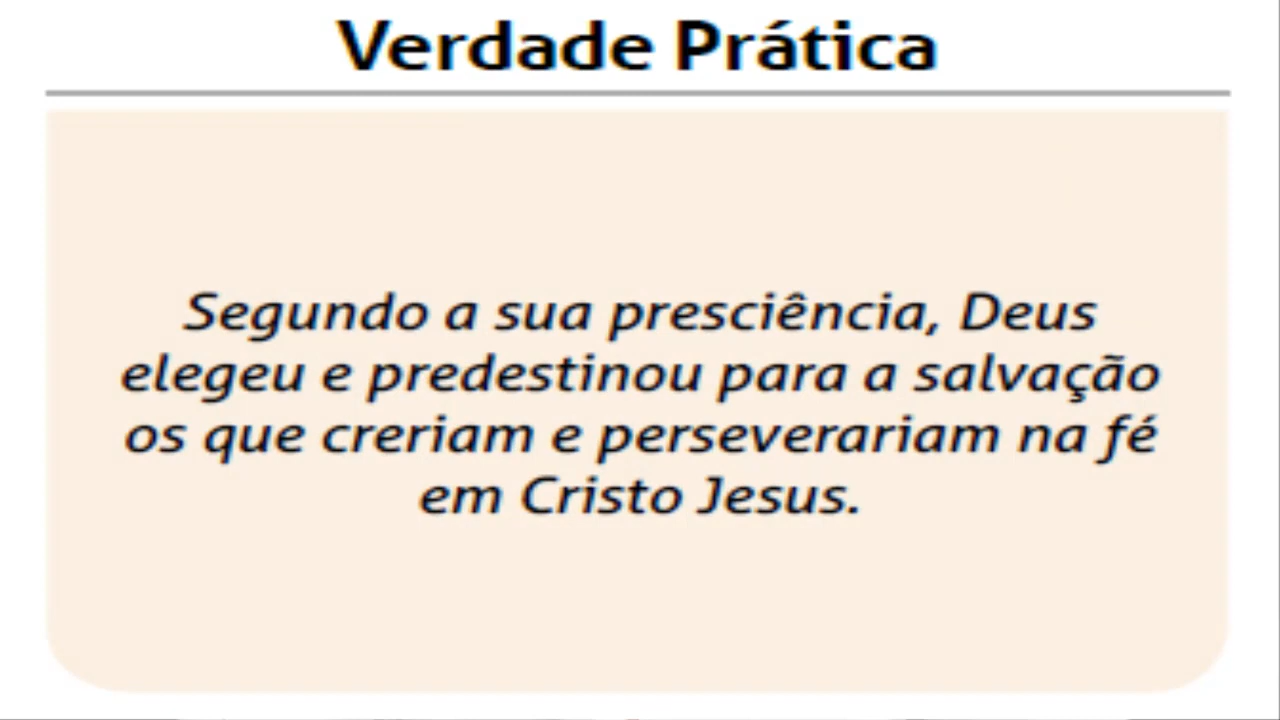 Verdade Prática
Segundo a sua presciência, Deus
elegeu e predestinou para a salvação
os que creriam e perseverariam na fé
em Cristo Jesus.